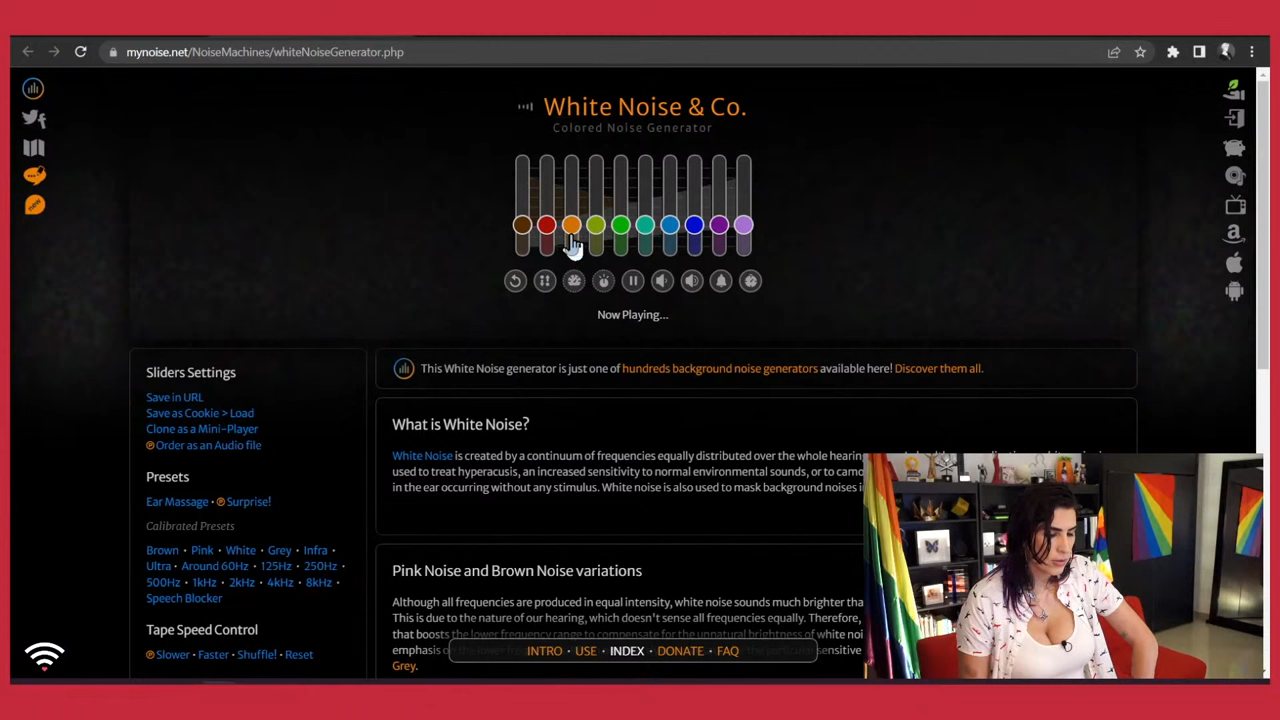 mynoise.net/NoiseMachines/whiteNoiseGenerator.php
White Noise & Co.
Colored Noise Generator
Now Playing...
Sliders Settings
Save in URL
Save as Cookie > Load
Clone as a Mini-Player
Order as an Audio file
Presets
Ear Massage · Surprise!
Calibrated Presets
Brown · Pink · White · Grey · Infra ·
Ultra · Around 60Hz · 125Hz · 250Hz ·
500Hz · 1kHz · 2kHz · 4kHz · 8kHz ·
Speech Blocker
Tape Speed Control
Slower · Faster · Shuffle! · Reset
This White Noise generator is just one of hundreds background noise generators available here! Discover them all.
What is White Noise?
White Noise is created by a continuum of frequencies equally distributed over the whole hearing
used to treat hyperacusis, an increased sensitivity to normal environmental sounds, or to camo
in the ear occurring without any stimulus. White noise is also used to mask background noises i
Pink Noise and Brown Noise variations
Although all frequencies are produced in equal intensity, white noise sounds much brighter tha
This is due to the nature of our hearing, which doesn't sense all frequencies equally. Therefore,
that boosts the lower frequency range to compensate for the unnatural brightness of white noi
emphasis on the lower sensitive
Grey.
INTRO · USE · INDEX · DONATE · FAQ